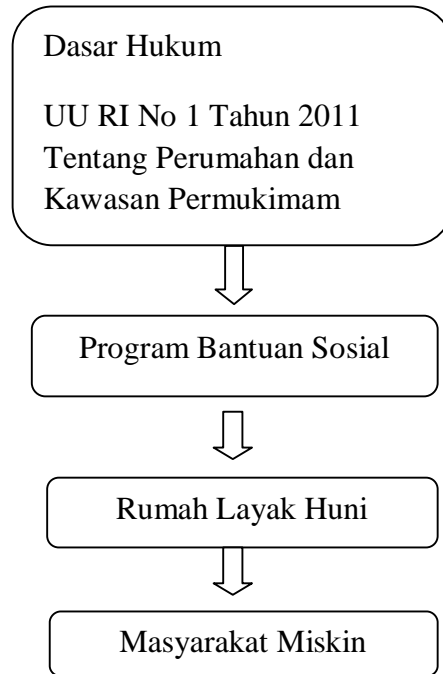 Dasar Hukum
UU RI No 1 Tahun 2011
Tentang Perumahan dan
Kawasan Permukimam
Program Bantuan Sosial
Rumah Layak Huni
Masyarakat Miskin